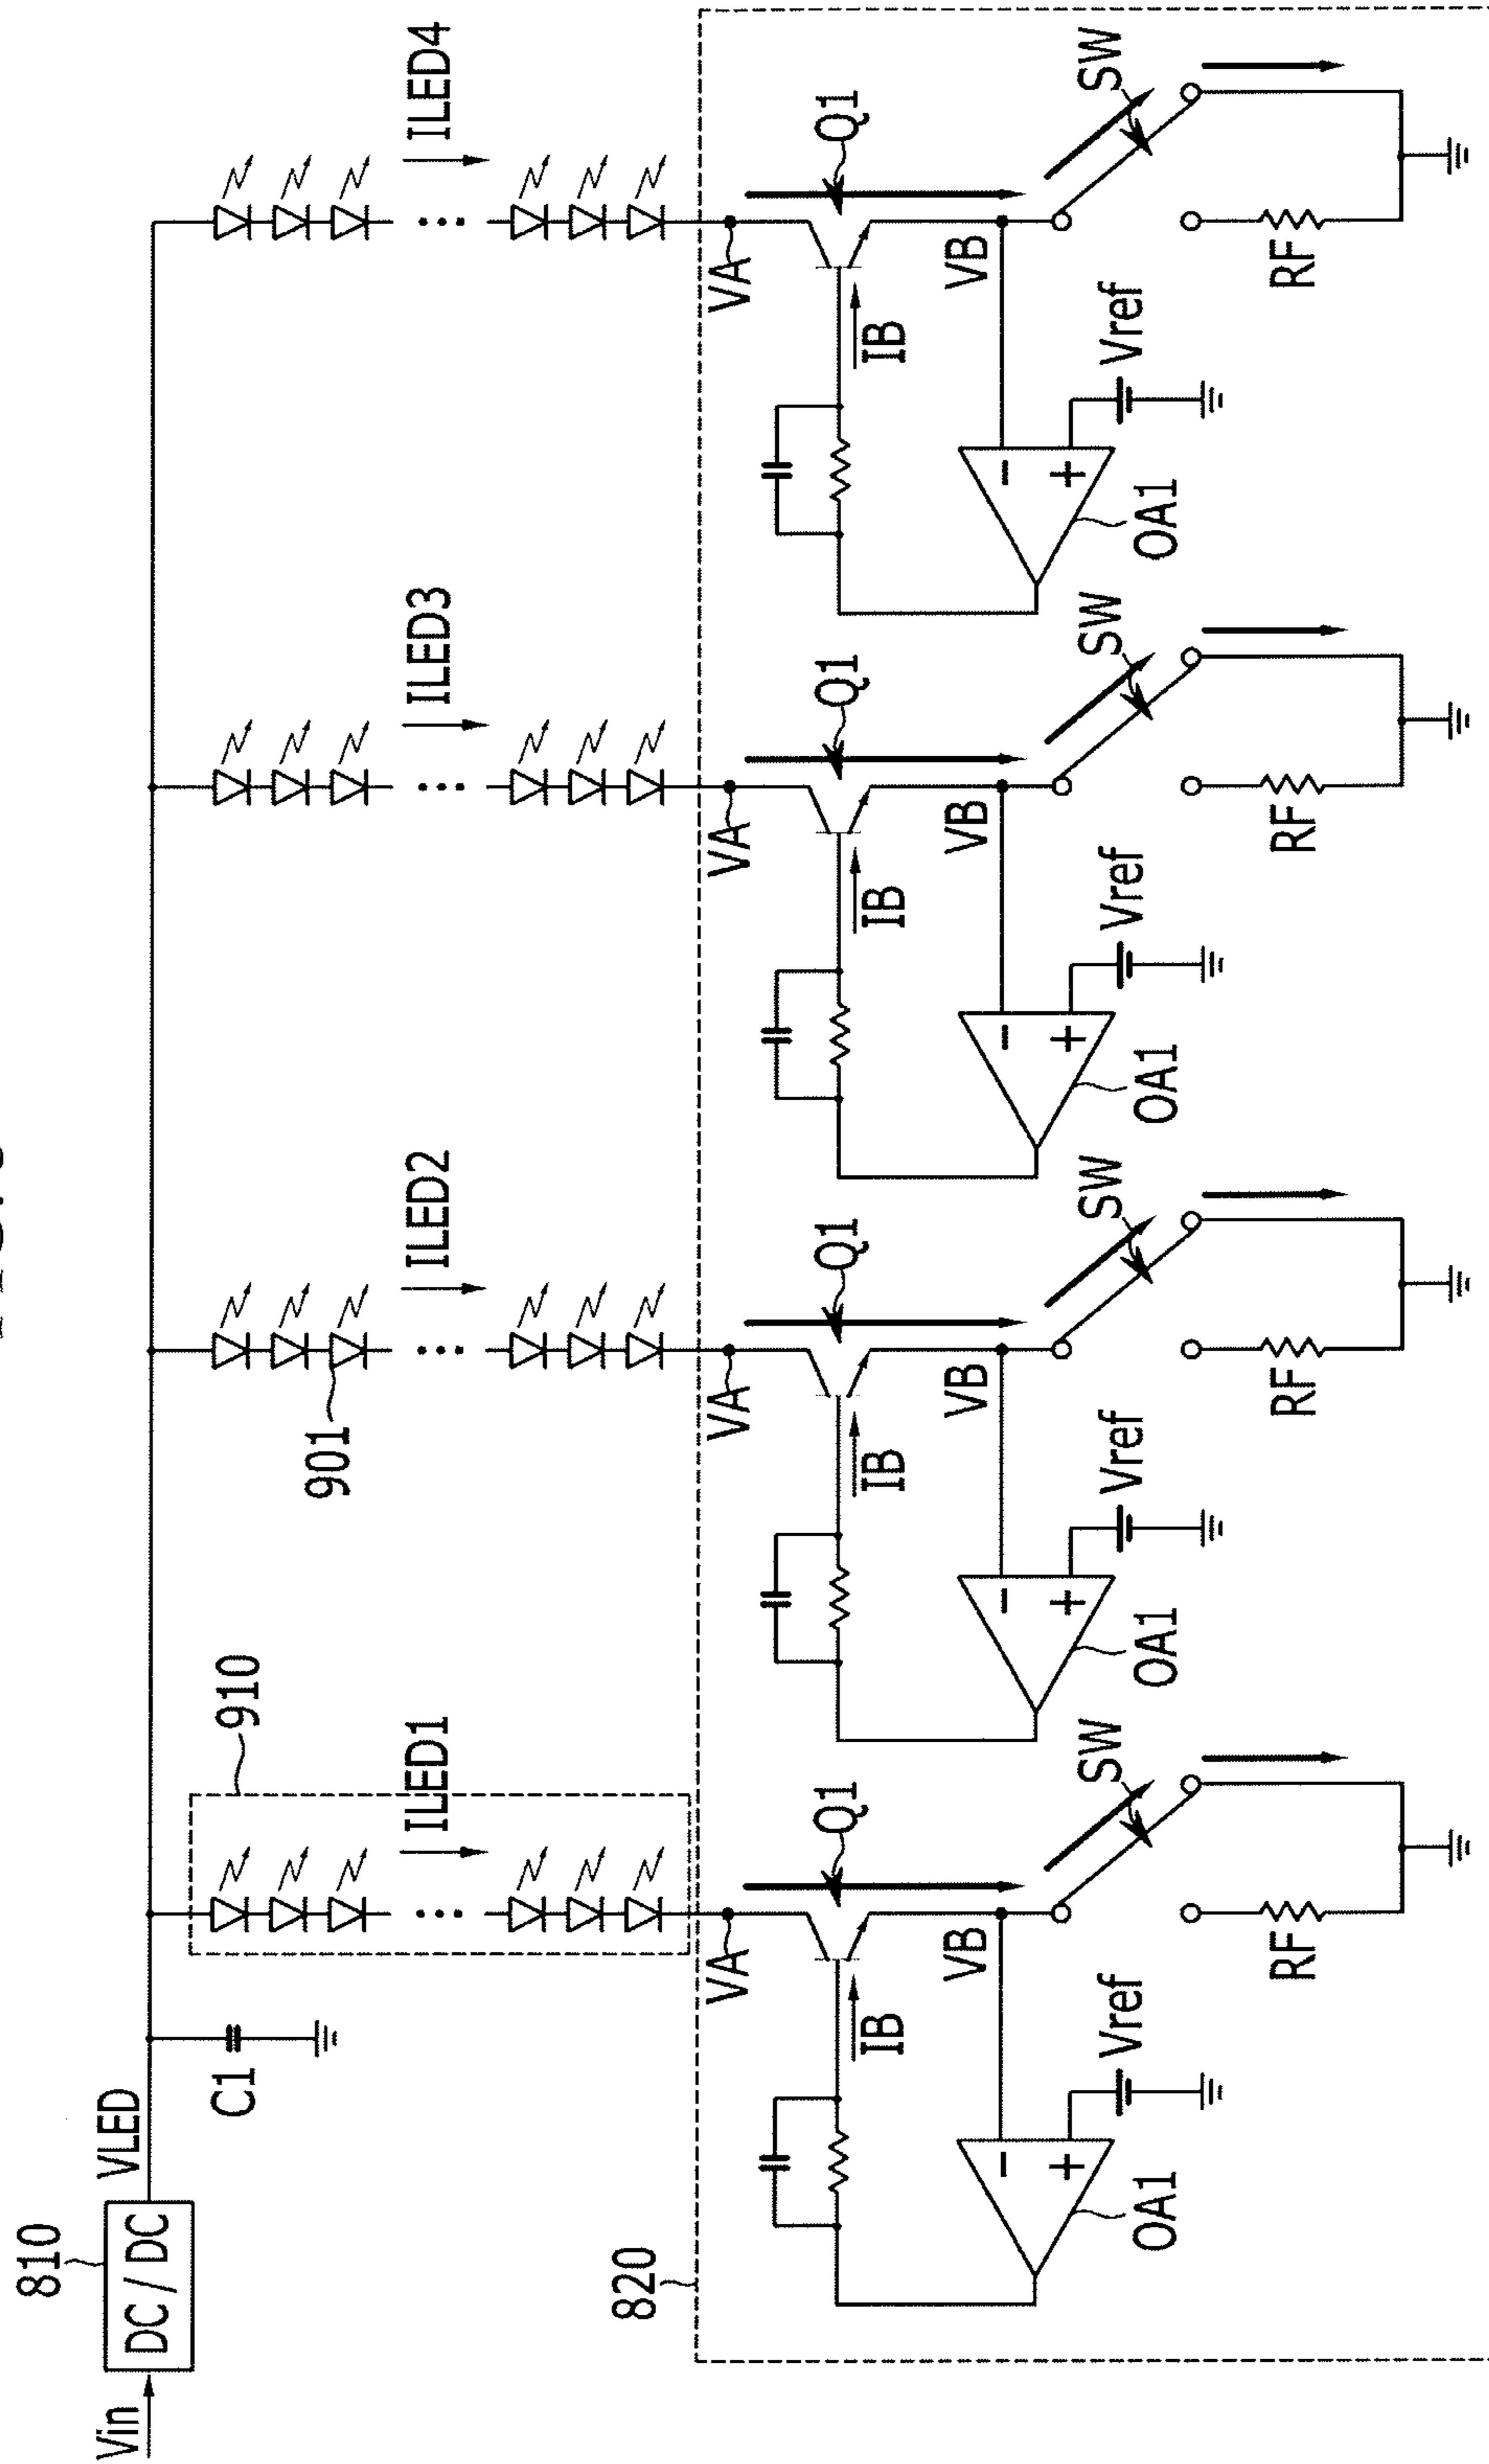 810
Vin
DC / DC
VLED
C1
910
901
ILED1
ILED2
ILED3
ILED4
820
VA
VA
VA
VA
Q1
Q1
Q1
Q1
IB
IB
IB
IB
VB
VB
VB
VB
SW
SW
SW
SW
- +
- +
- +
- +
Vref
Vref
Vref
Vref
OA1
OA1
OA1
OA1
RF
RF
RF
RF